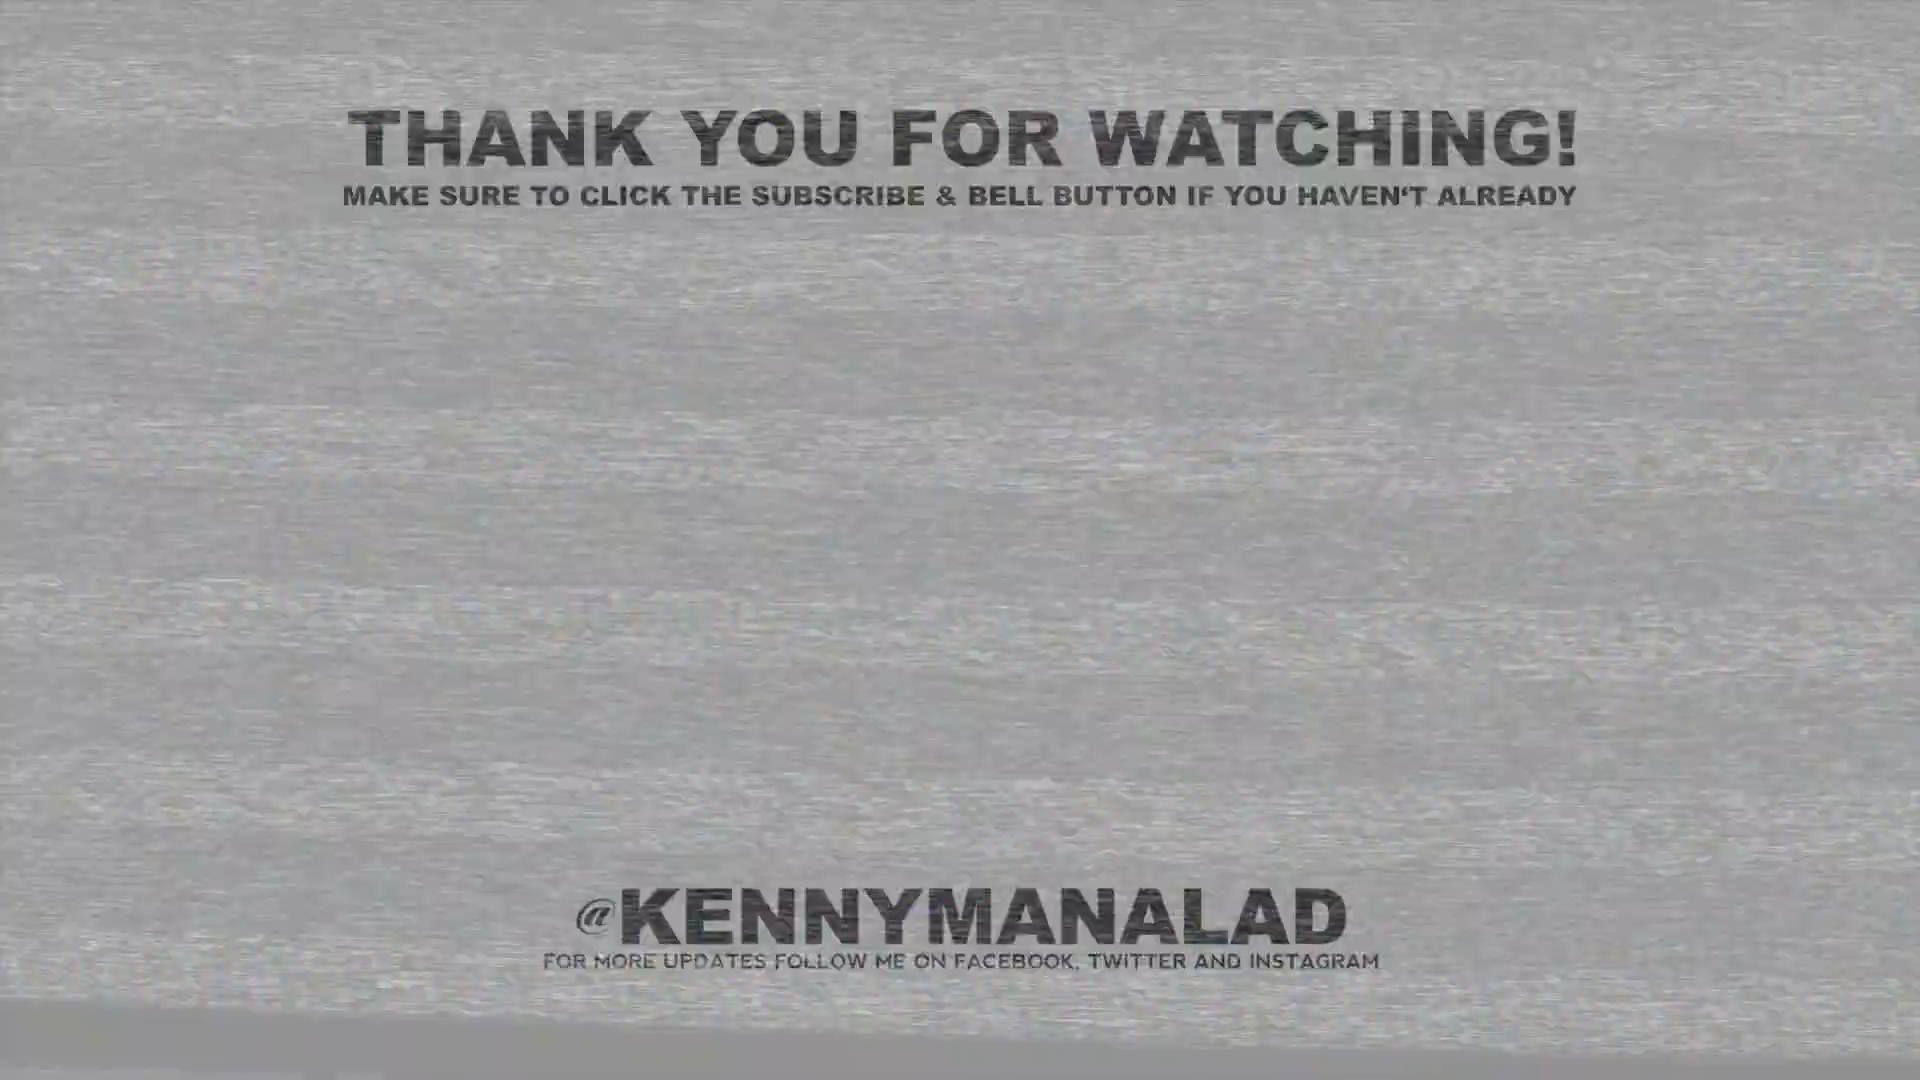 THANK YOU FOR WATCHING!
MAKE SURE TO CLICK THE SUBSCRIBE & BELL BUTTON IF YOU HAVEN'T ALREADY
@KENNYMANALAD
FOR MORE UPDATES FOLLOW ME ON FACEBOOK, TWITTER AND INSTAGRAM